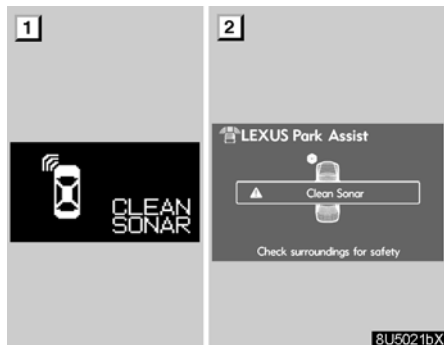 1
CLEAN
SONAR
2
LEXUS Park Assist
Clean Sonar
Check surroundings for safety
8U5021bX